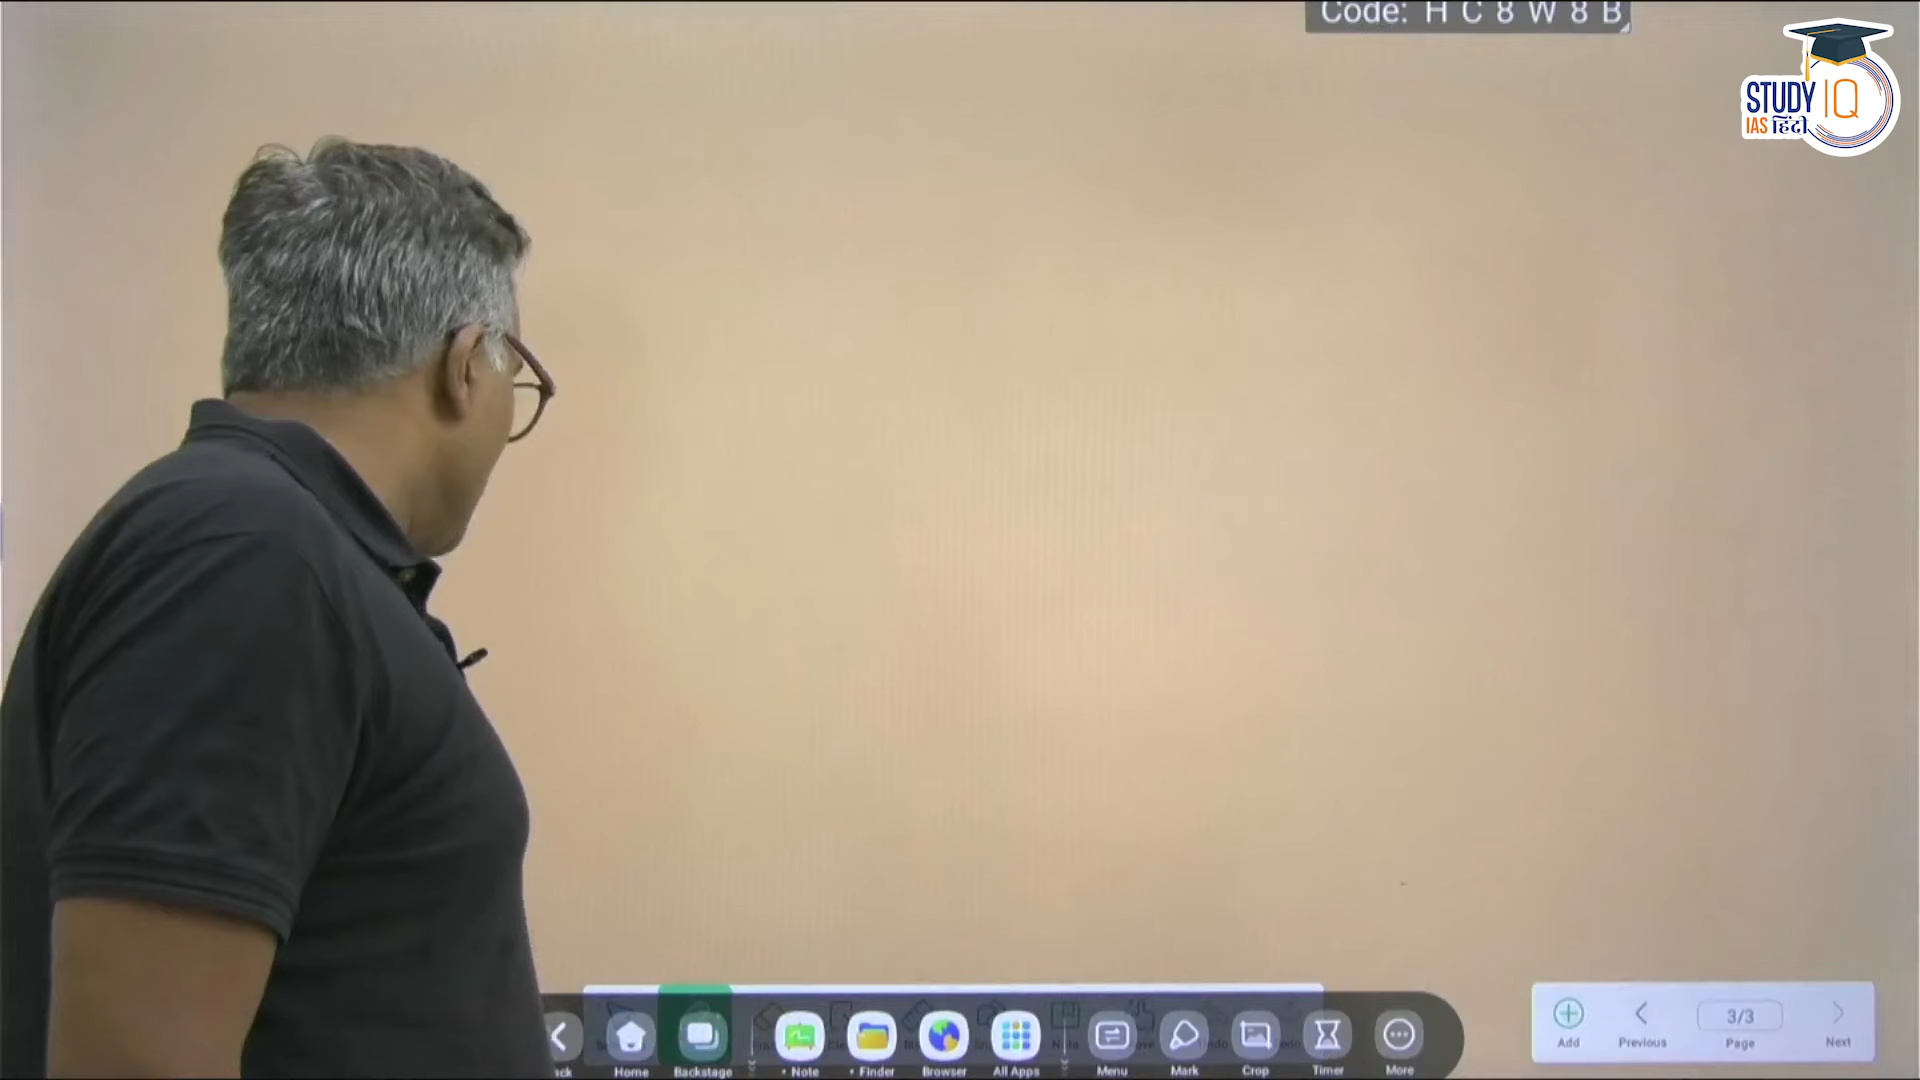 Code: H C 8 W 8 B
STUDY IQ
IAS हिंदी
3/3
Add
Previous
Page
Next
Home
Backstage
• Note
• Finder
Browser
All Apps
Menu
Mark
Crop
Timer
More